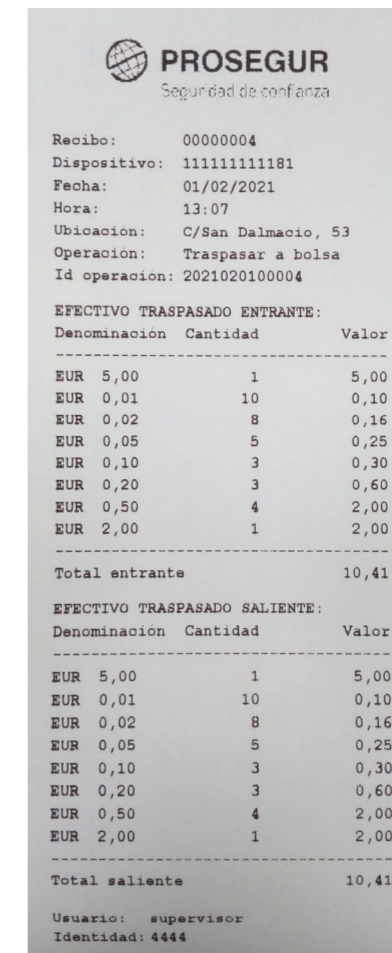 PROSEGUR
Seguridad de confianza
Recibo: 00000004
Dispositivo: 111111111181
Fecha: 01/02/2021
Hora: 13:07
Ubicación: C/San Dalmacio, 53
Operación: Traspasar a bolsa
Id operacion: 2021020100004
EFECTIVO TRASPASADO ENTRANTE:
Denominación Cantidad Valor
EUR 5,00 1 5,00
EUR 0,01 10 0,10
EUR 0,02 8 0,16
EUR 0,05 5 0,25
EUR 0,10 3 0,30
EUR 0,20 3 0,60
EUR 0,50 4 2,00
EUR 2,00 1 2,00
Total entrante 10,41
EFECTIVO TRASPASADO SALIENTE:
Denominación Cantidad Valor
EUR 5,00 1 5,00
EUR 0,01 10 0,10
EUR 0,02 8 0,16
EUR 0,05 5 0,25
EUR 0,10 3 0,30
EUR 0,20 3 0,60
EUR 0,50 4 2,00
EUR 2,00 1 2,00
Total saliente 10,41
Usuario: supervisor
Identidad: 4444